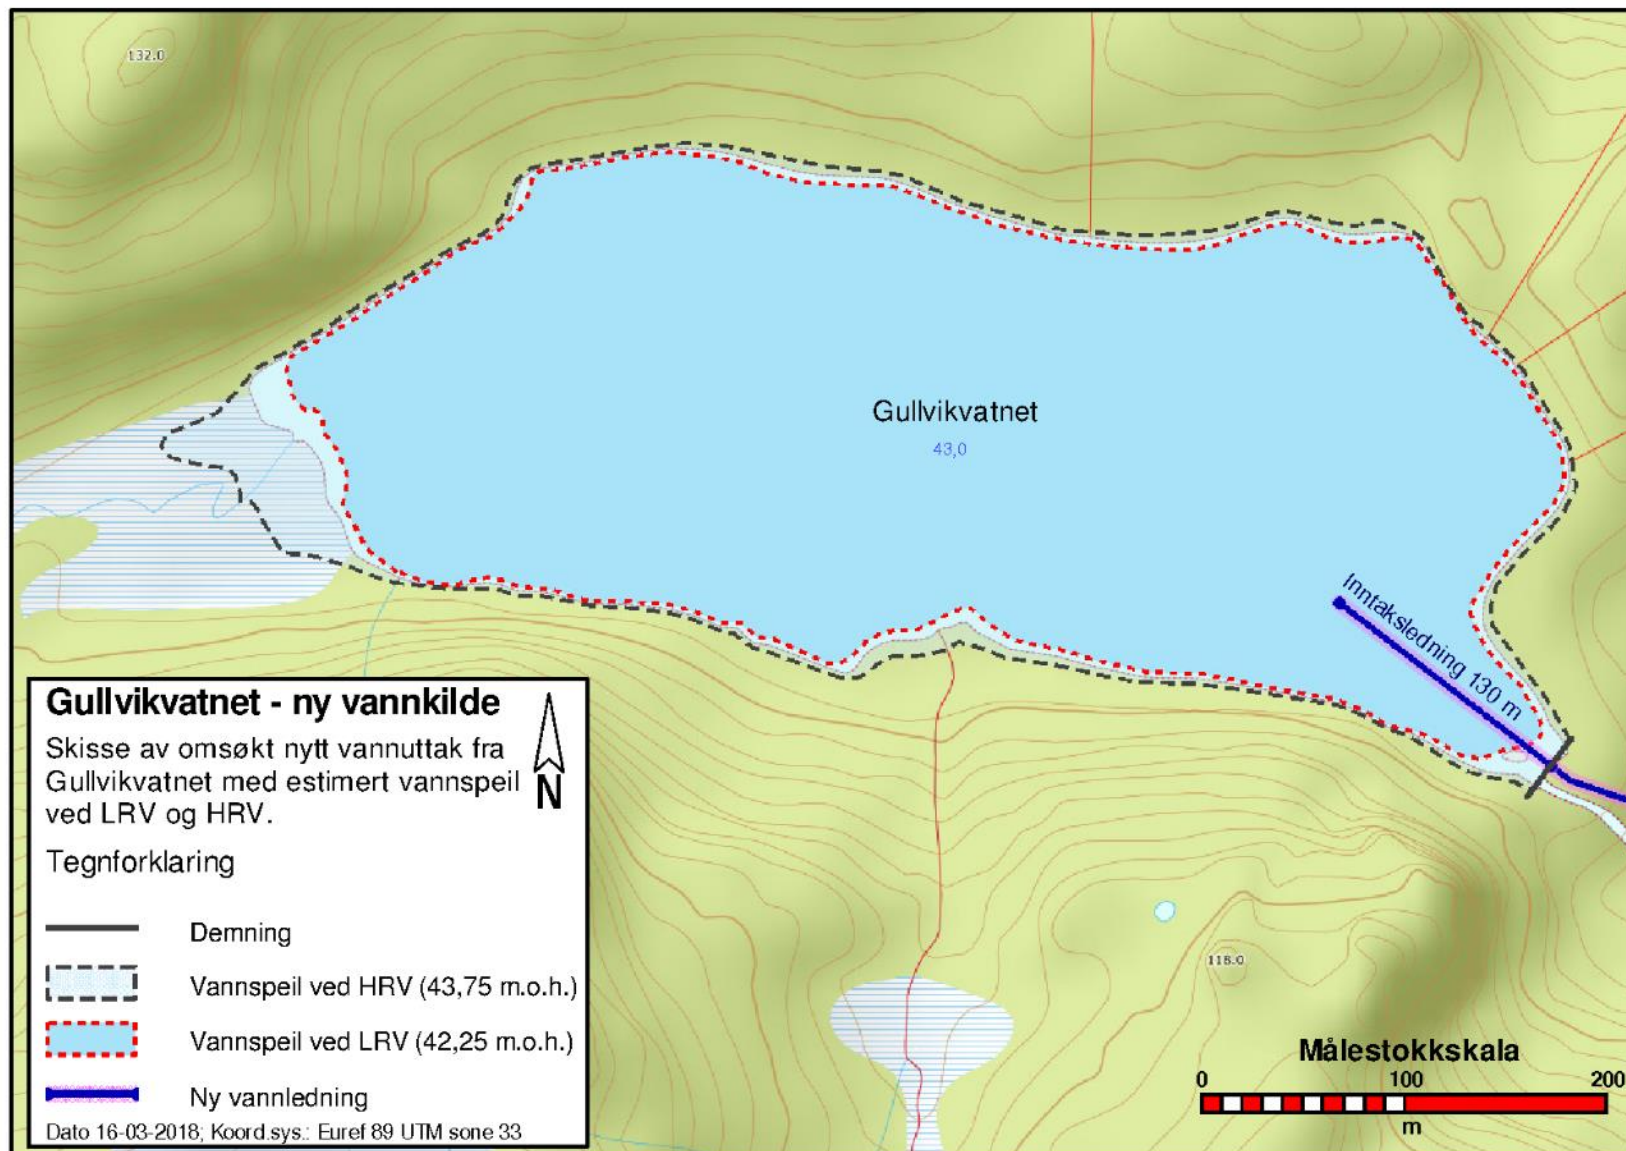 132.0
Gullvikvatnet
43,0
Inntaksledning 130 m
Gullvikvatnet - ny vannkilde
Skisse av omsøkt nytt vannuttak fra
Gullvikvatnet med estimert vannspeil
ved LRV og HRV.
N
Tegnforklaring
Demning
Vannspeil ved HRV (43,75 m.o.h.)
Vannspeil ved LRV (42,25 m.o.h.)
Ny vannledning
Dato 16-03-2018; Koord.sys.: Euref 89 UTM sone 33
118.0
Målestokkskala
0 100 200
m